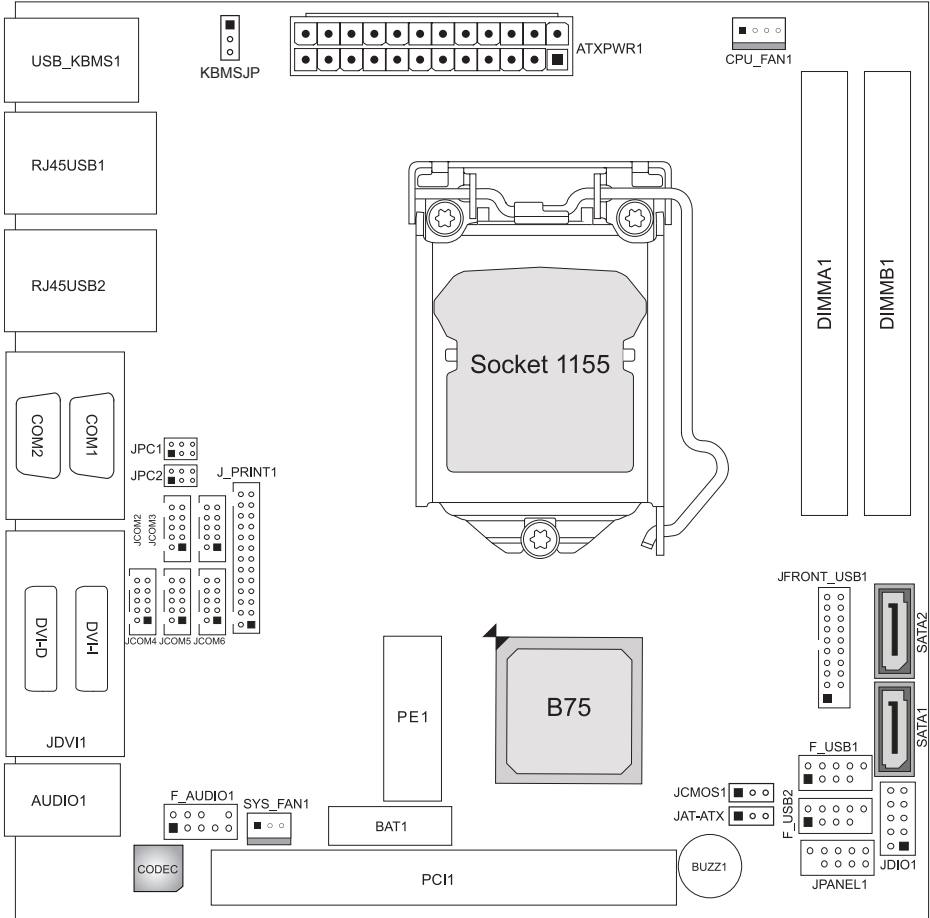 USB_KBMS1
KBMSJP
ATXPWR1
CPU_FAN1
RJ45USB1
RJ45USB2
DIMMA1
DIMMB1
Socket 1155
COM2
COM1
JPC1
JPC2
J_PRINT1
JCOM2
JCOM3
JCOM4
JCOM5
JCOM6
DVI-D
DVI-I
JDVI1
JFRONT_USB1
SATA2
SATA1
PE1
B75
F_USB1
F_USB2
AUDIO1
F_AUDIO1
SYS_FAN1
BAT1
JCMOS1
JAT-ATX
CODEC
PCI1
BUZZ1
JPANEL1
JDIO1